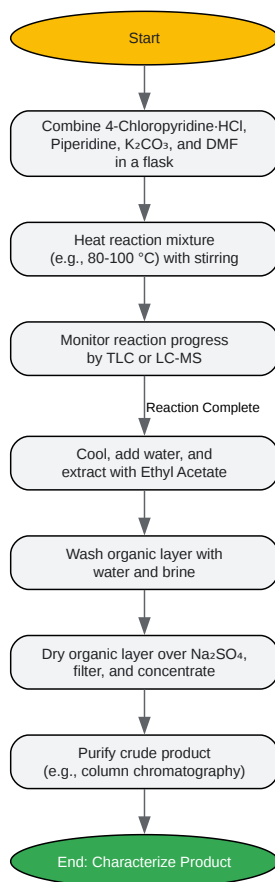 Start
Combine 4-Chloropyridine·HCl,
Piperidine, K₂CO₃, and DMF
in a flask
Heat reaction mixture
(e.g., 80-100 °C) with stirring
Monitor reaction progress
by TLC or LC-MS
Reaction Complete
Cool, add water, and
extract with Ethyl Acetate
Wash organic layer with
water and brine
Dry organic layer over Na₂SO₄,
filter, and concentrate
Purify crude product
(e.g., column chromatography)
End: Characterize Product